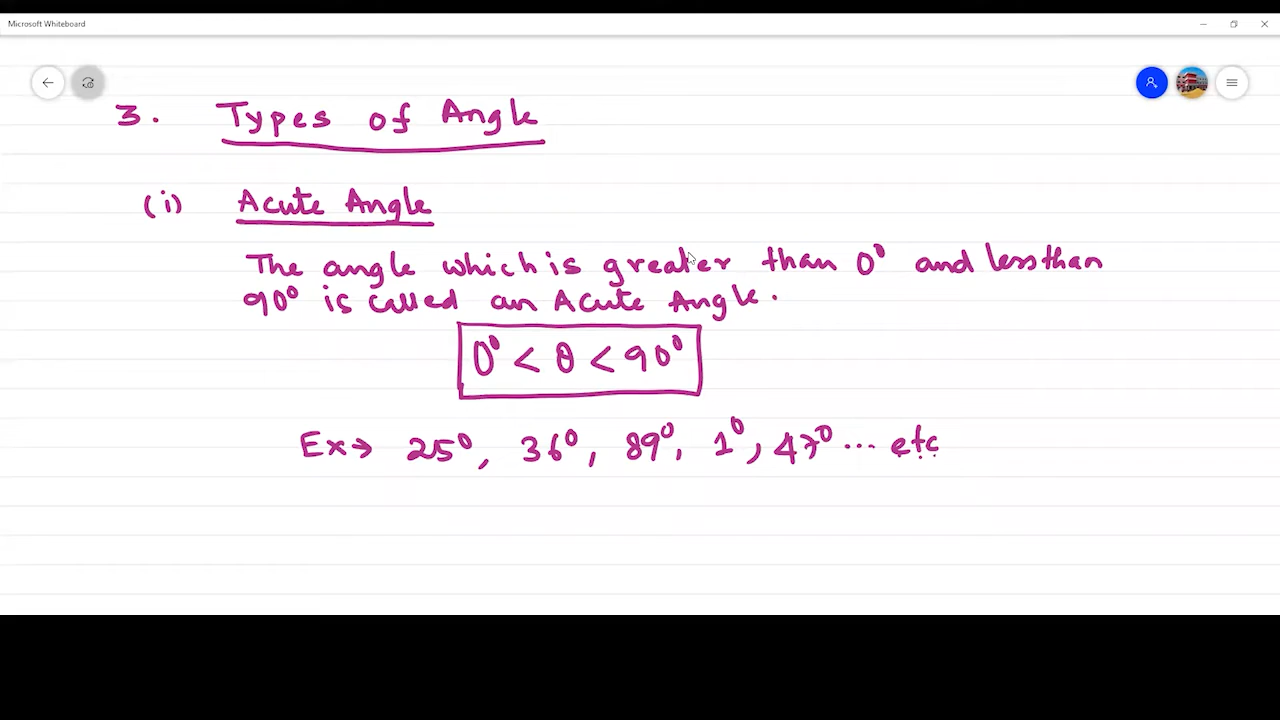 Microsoft Whiteboard
3. Types of Angle
(i) Acute Angle
The angle which is greater than 0° and less than
90° is called an Acute Angle.
0° < θ < 90°
Ex→ 25°, 36°, 89°, 1°, 47° ... etc